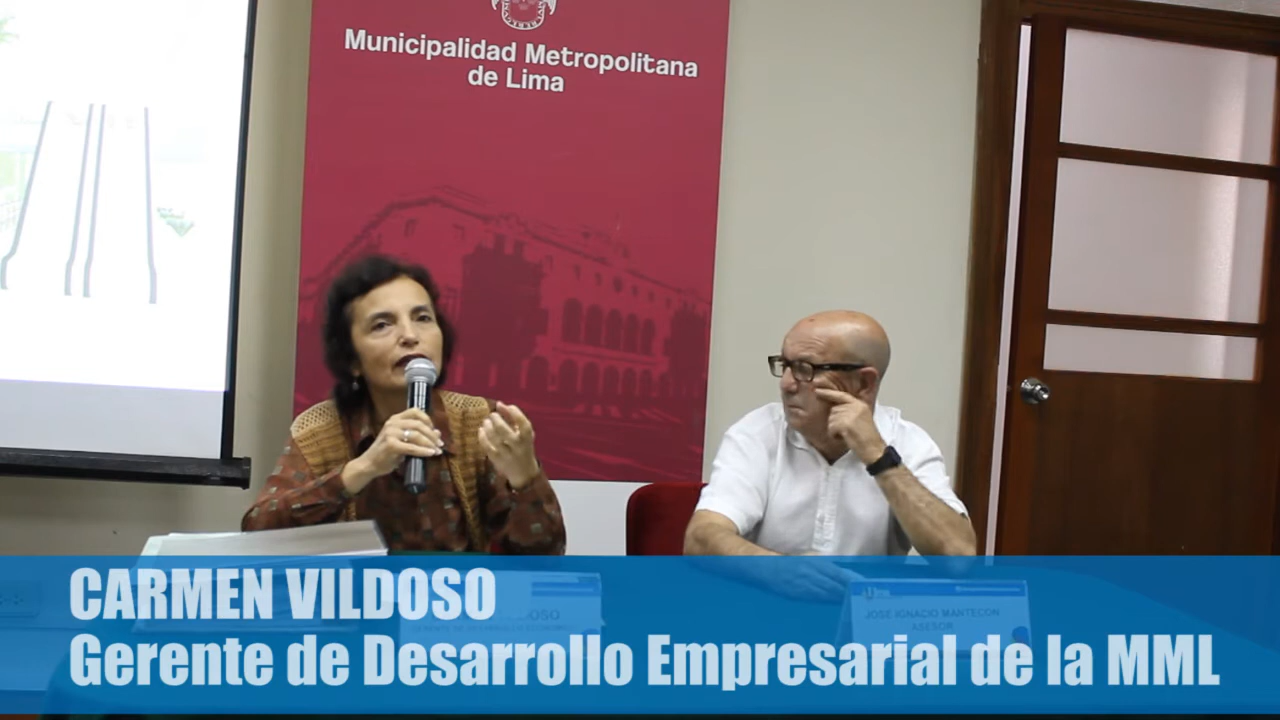 Municipalidad Metropolitana
de Lima
CARMEN VILDOSO
Gerente de Desarrollo Empresarial de la MML
JOSE IGNACIO MANTECON
ASESOR